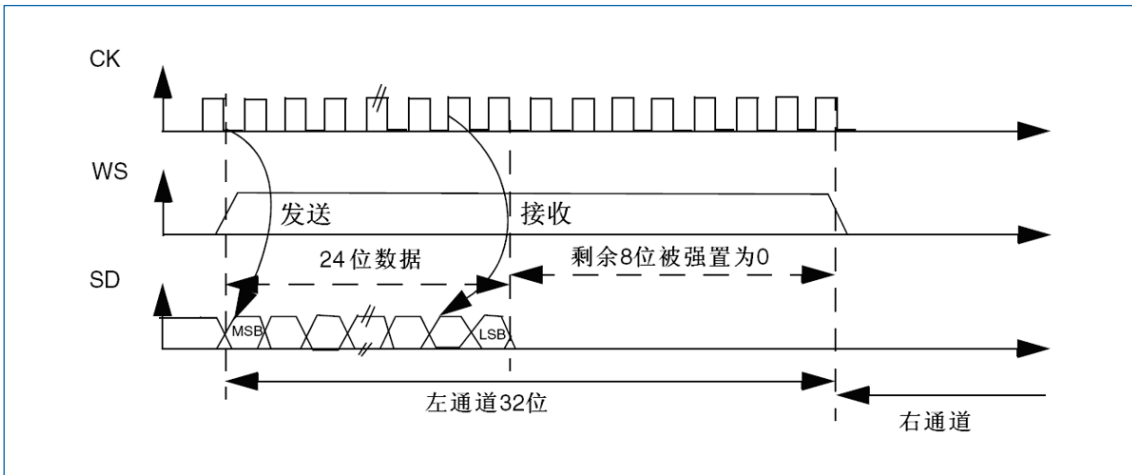 CK
WS
发送
接收
24位数据
剩余8位被强置为0
SD
MSB
LSB
左通道32位
右通道